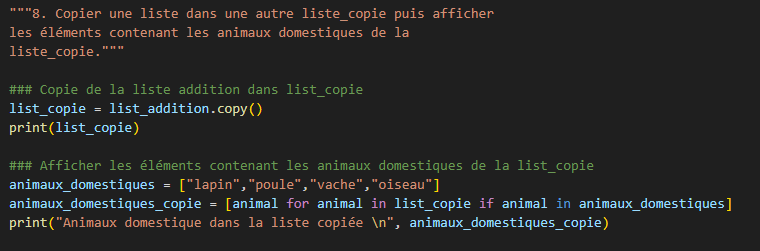 """8. Copier une liste dans une autre liste_copie puis afficher
les éléments contenant les animaux domestiques de la
liste_copie."""
### Copie de la liste addition dans list_copie
list_copie = list_addition.copy()
print(list_copie)
### Afficher les éléments contenant les animaux domestiques de la list_copie
animaux_domestiques = ["lapin","poule","vache","oiseau"]
animaux_domestiques_copie = [animal for animal in list_copie if animal in animaux_domestiques]
print("Animaux domestique dans la liste copiée \n", animaux_domestiques_copie)